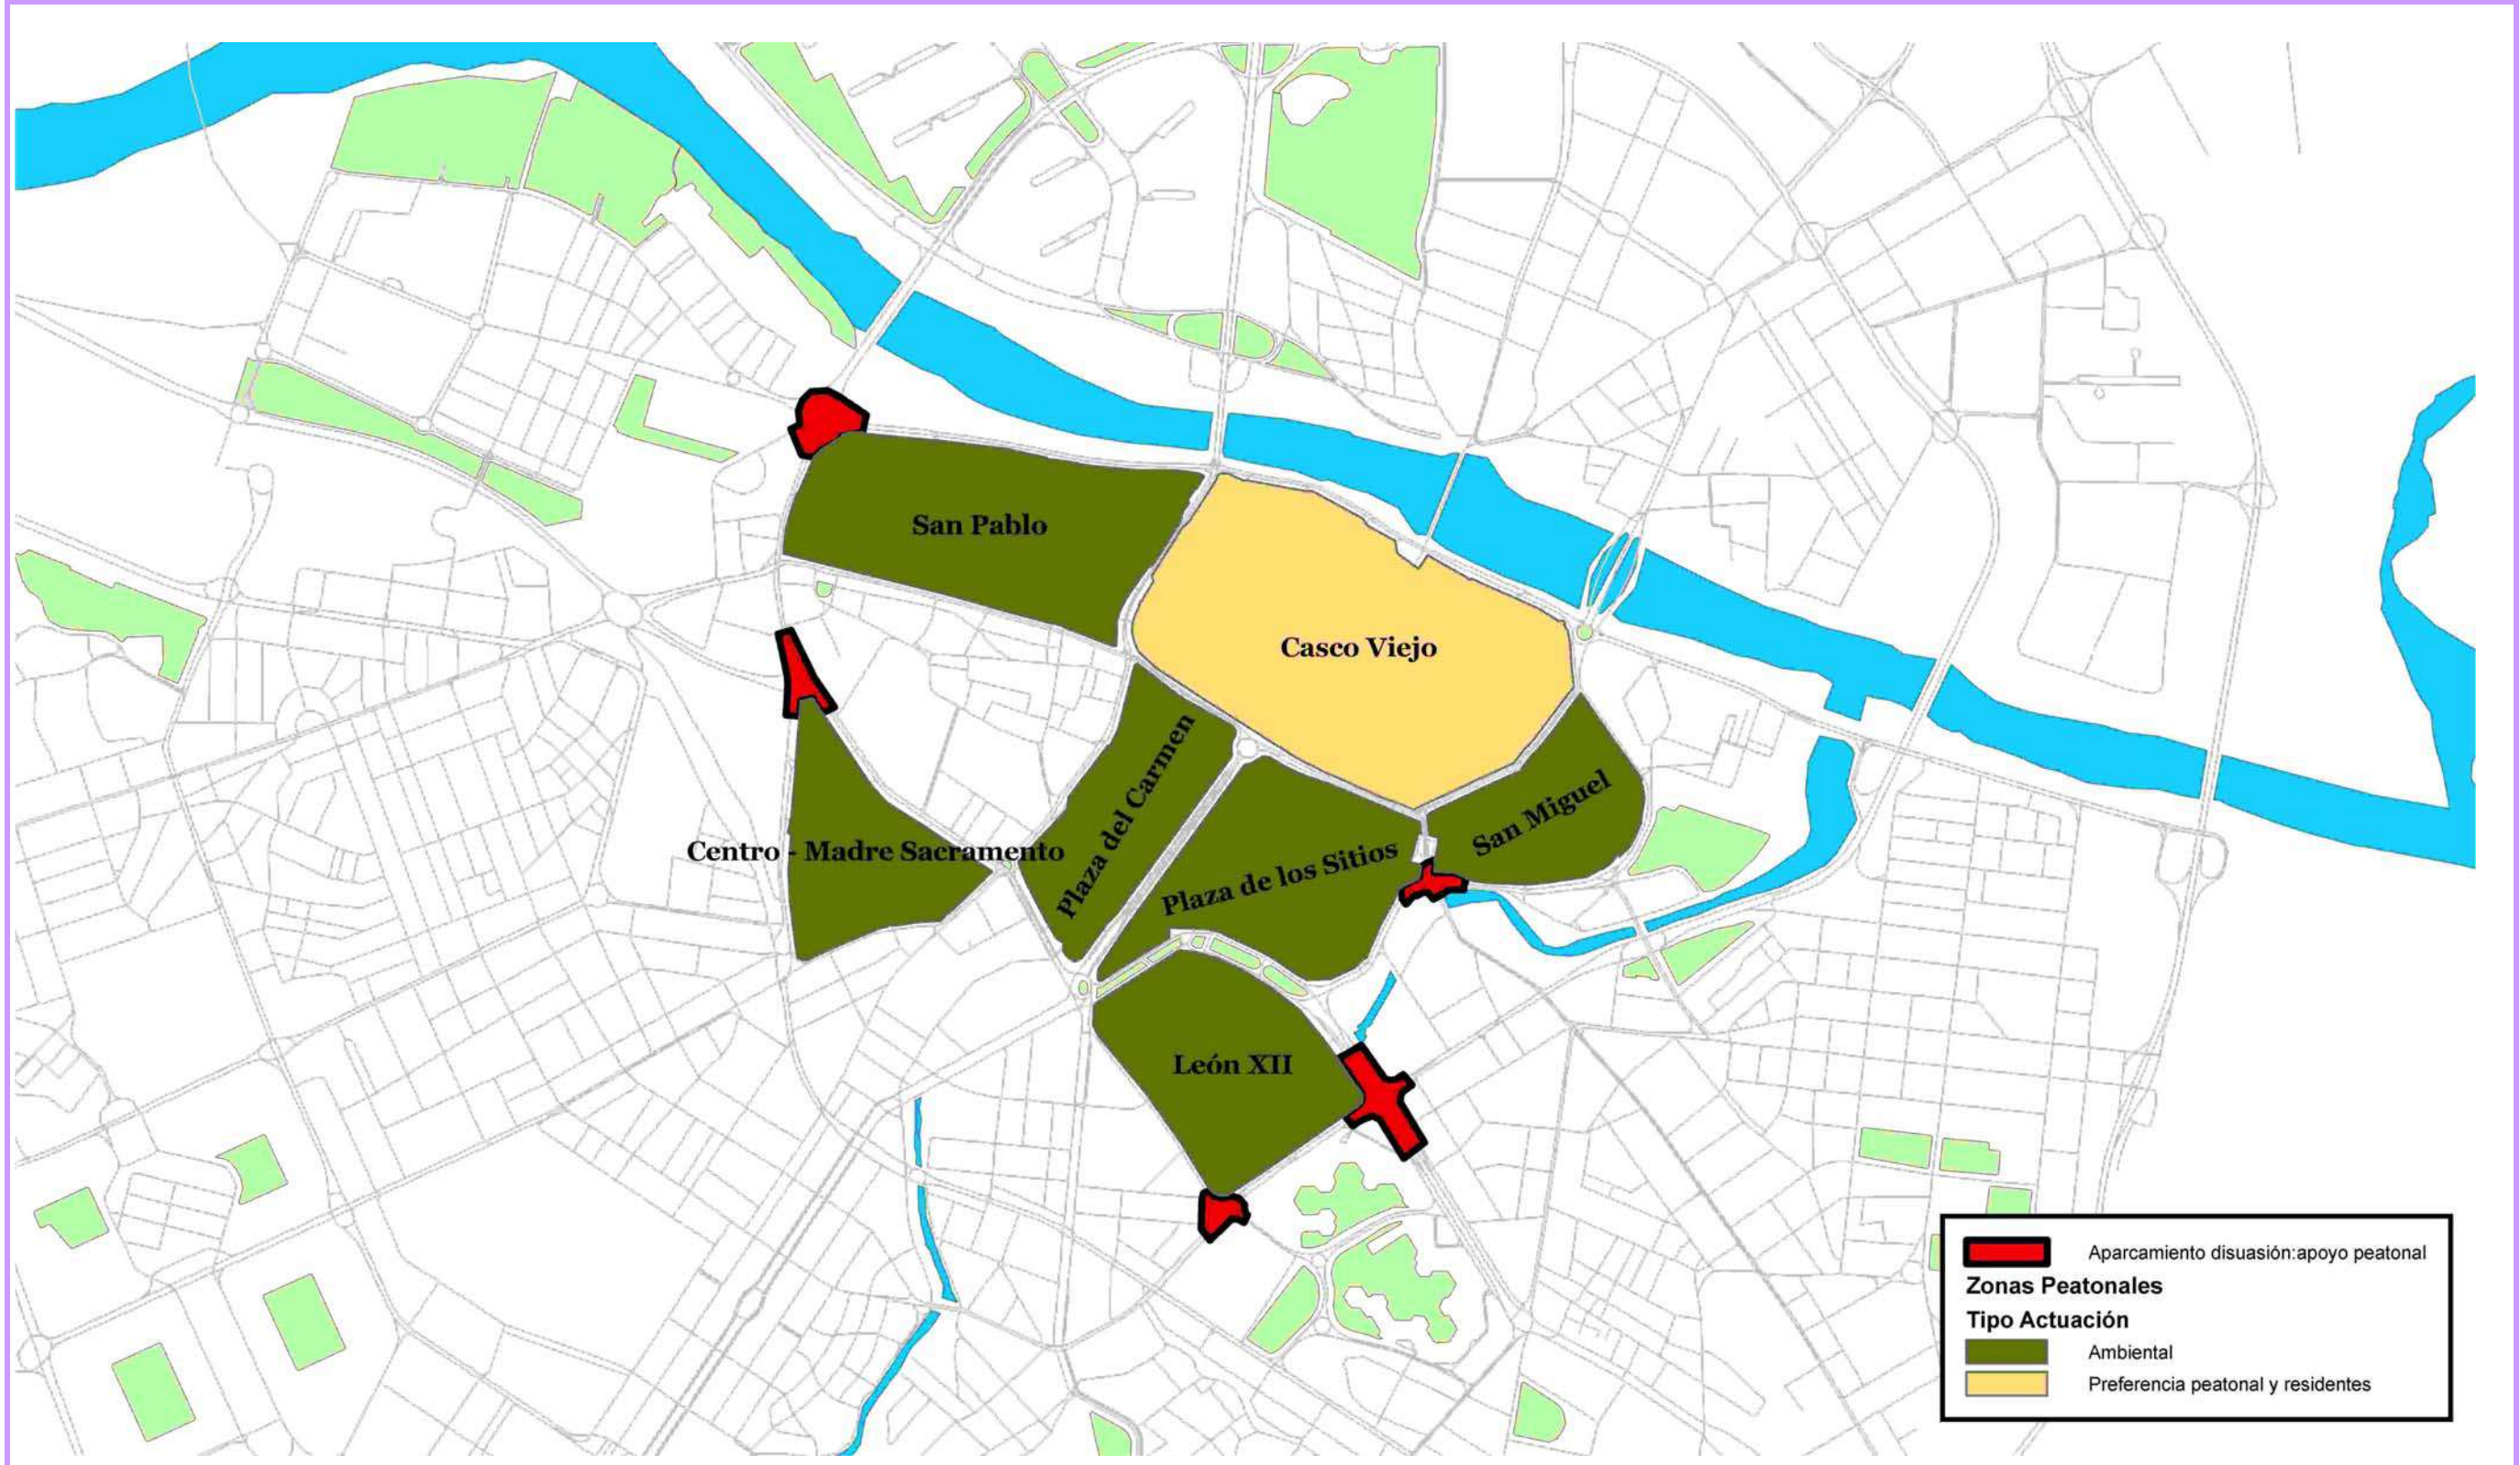 San Pablo
Casco Viejo
Plaza del Carmen
San Miguel
Centro - Madre Sacramento
Plaza de los Sitios
León XII
Aparcamiento disuasión:apoyo peatonal
Zonas Peatonales
Tipo Actuación
Ambiental
Preferencia peatonal y residentes